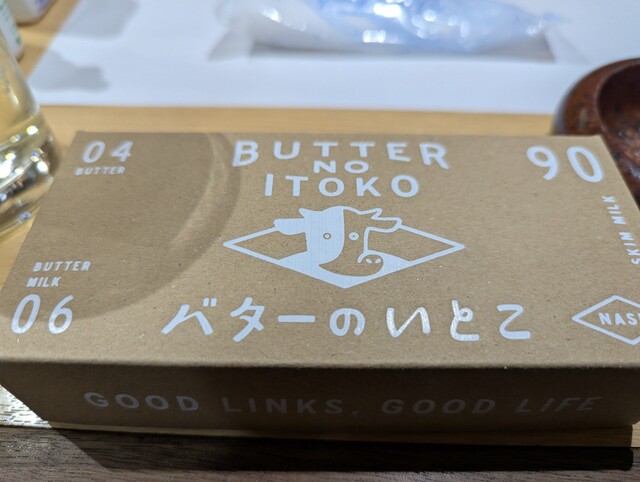 04
BUTTER
BUTTER
NO
ITOKO
90
SKIM MILK
BUTTER
MILK
06
バターのいとこ
GOOD LINKS, GOOD LIFE